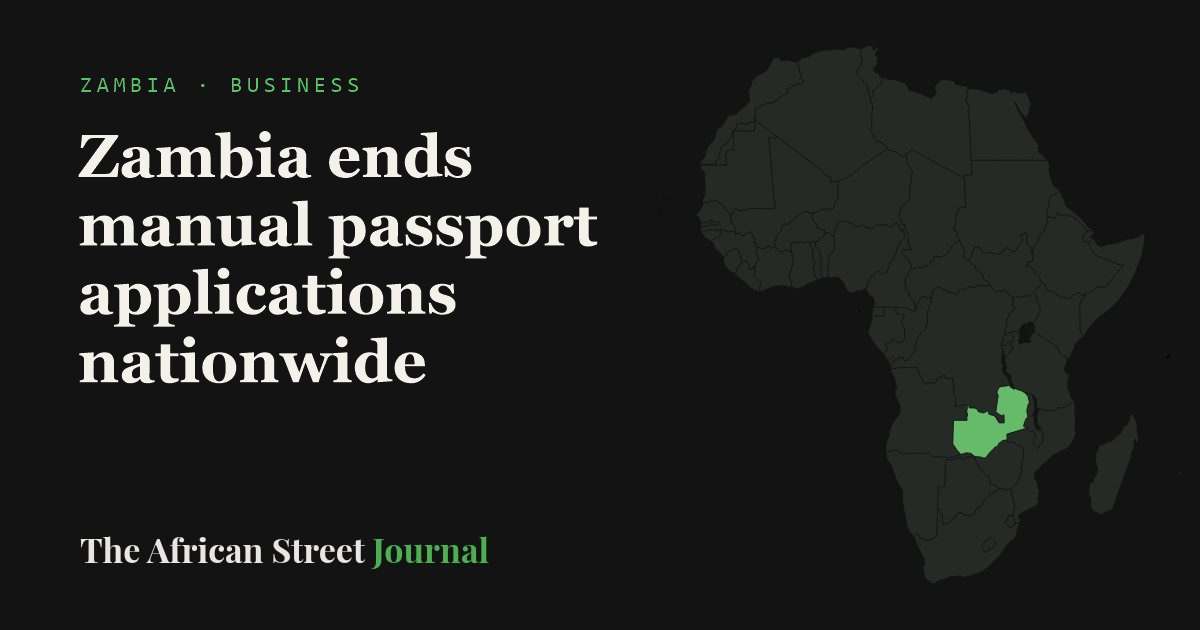 ZAMBIA · BUSINESS
Zambia ends
manual passport
applications
nationwide
The African Street Journal